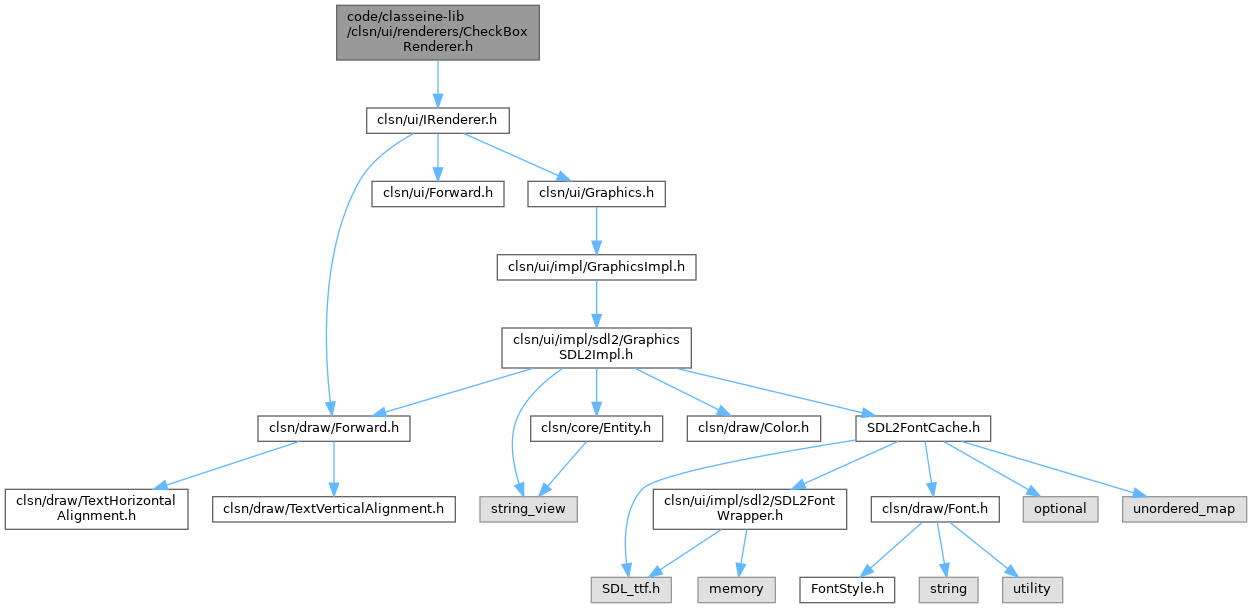 code/classeine-lib
/clsn/ui/renderers/CheckBox
Renderer.h
clsn/ui/IRenderer.h
clsn/ui/Forward.h
clsn/ui/Graphics.h
clsn/ui/impl/GraphicsImpl.h
clsn/ui/impl/sdl2/Graphics
SDL2Impl.h
clsn/draw/Forward.h
clsn/core/Entity.h
clsn/draw/Color.h
SDL2FontCache.h
clsn/draw/TextHorizontal
Alignment.h
clsn/draw/TextVerticalAlignment.h
string_view
clsn/ui/impl/sdl2/SDL2Font
Wrapper.h
clsn/draw/Font.h
optional
unordered_map
SDL_ttf.h
memory
FontStyle.h
string
utility